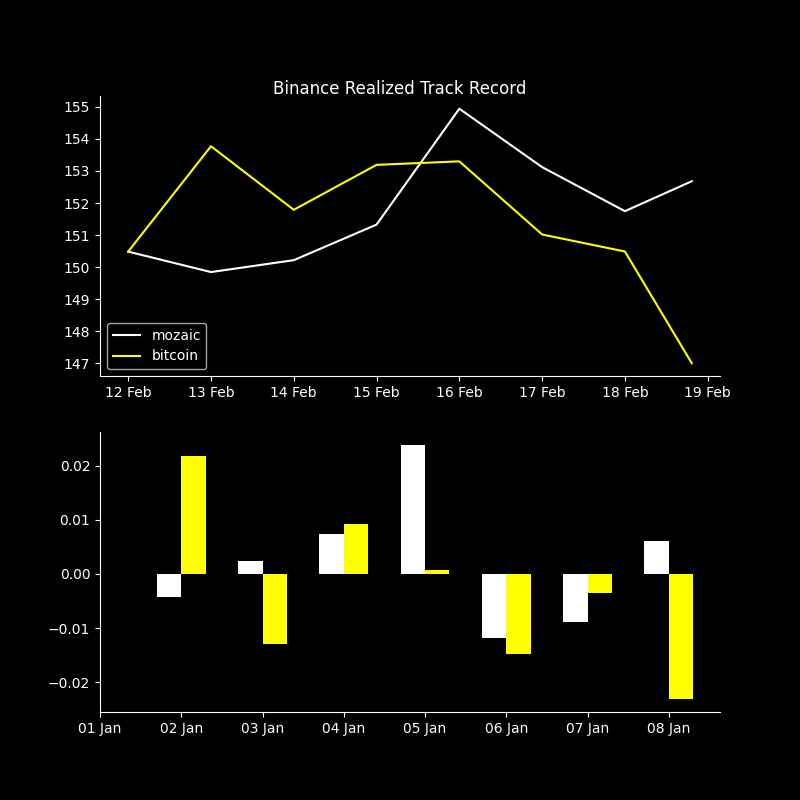 Binance Realized Track Record
155
154
153
152
151
150
149
148
147
mozaic
bitcoin
12 Feb 13 Feb 14 Feb 15 Feb 16 Feb 17 Feb 18 Feb 19 Feb
0.02
0.01
0.00
−0.01
−0.02
01 Jan 02 Jan 03 Jan 04 Jan 05 Jan 06 Jan 07 Jan 08 Jan